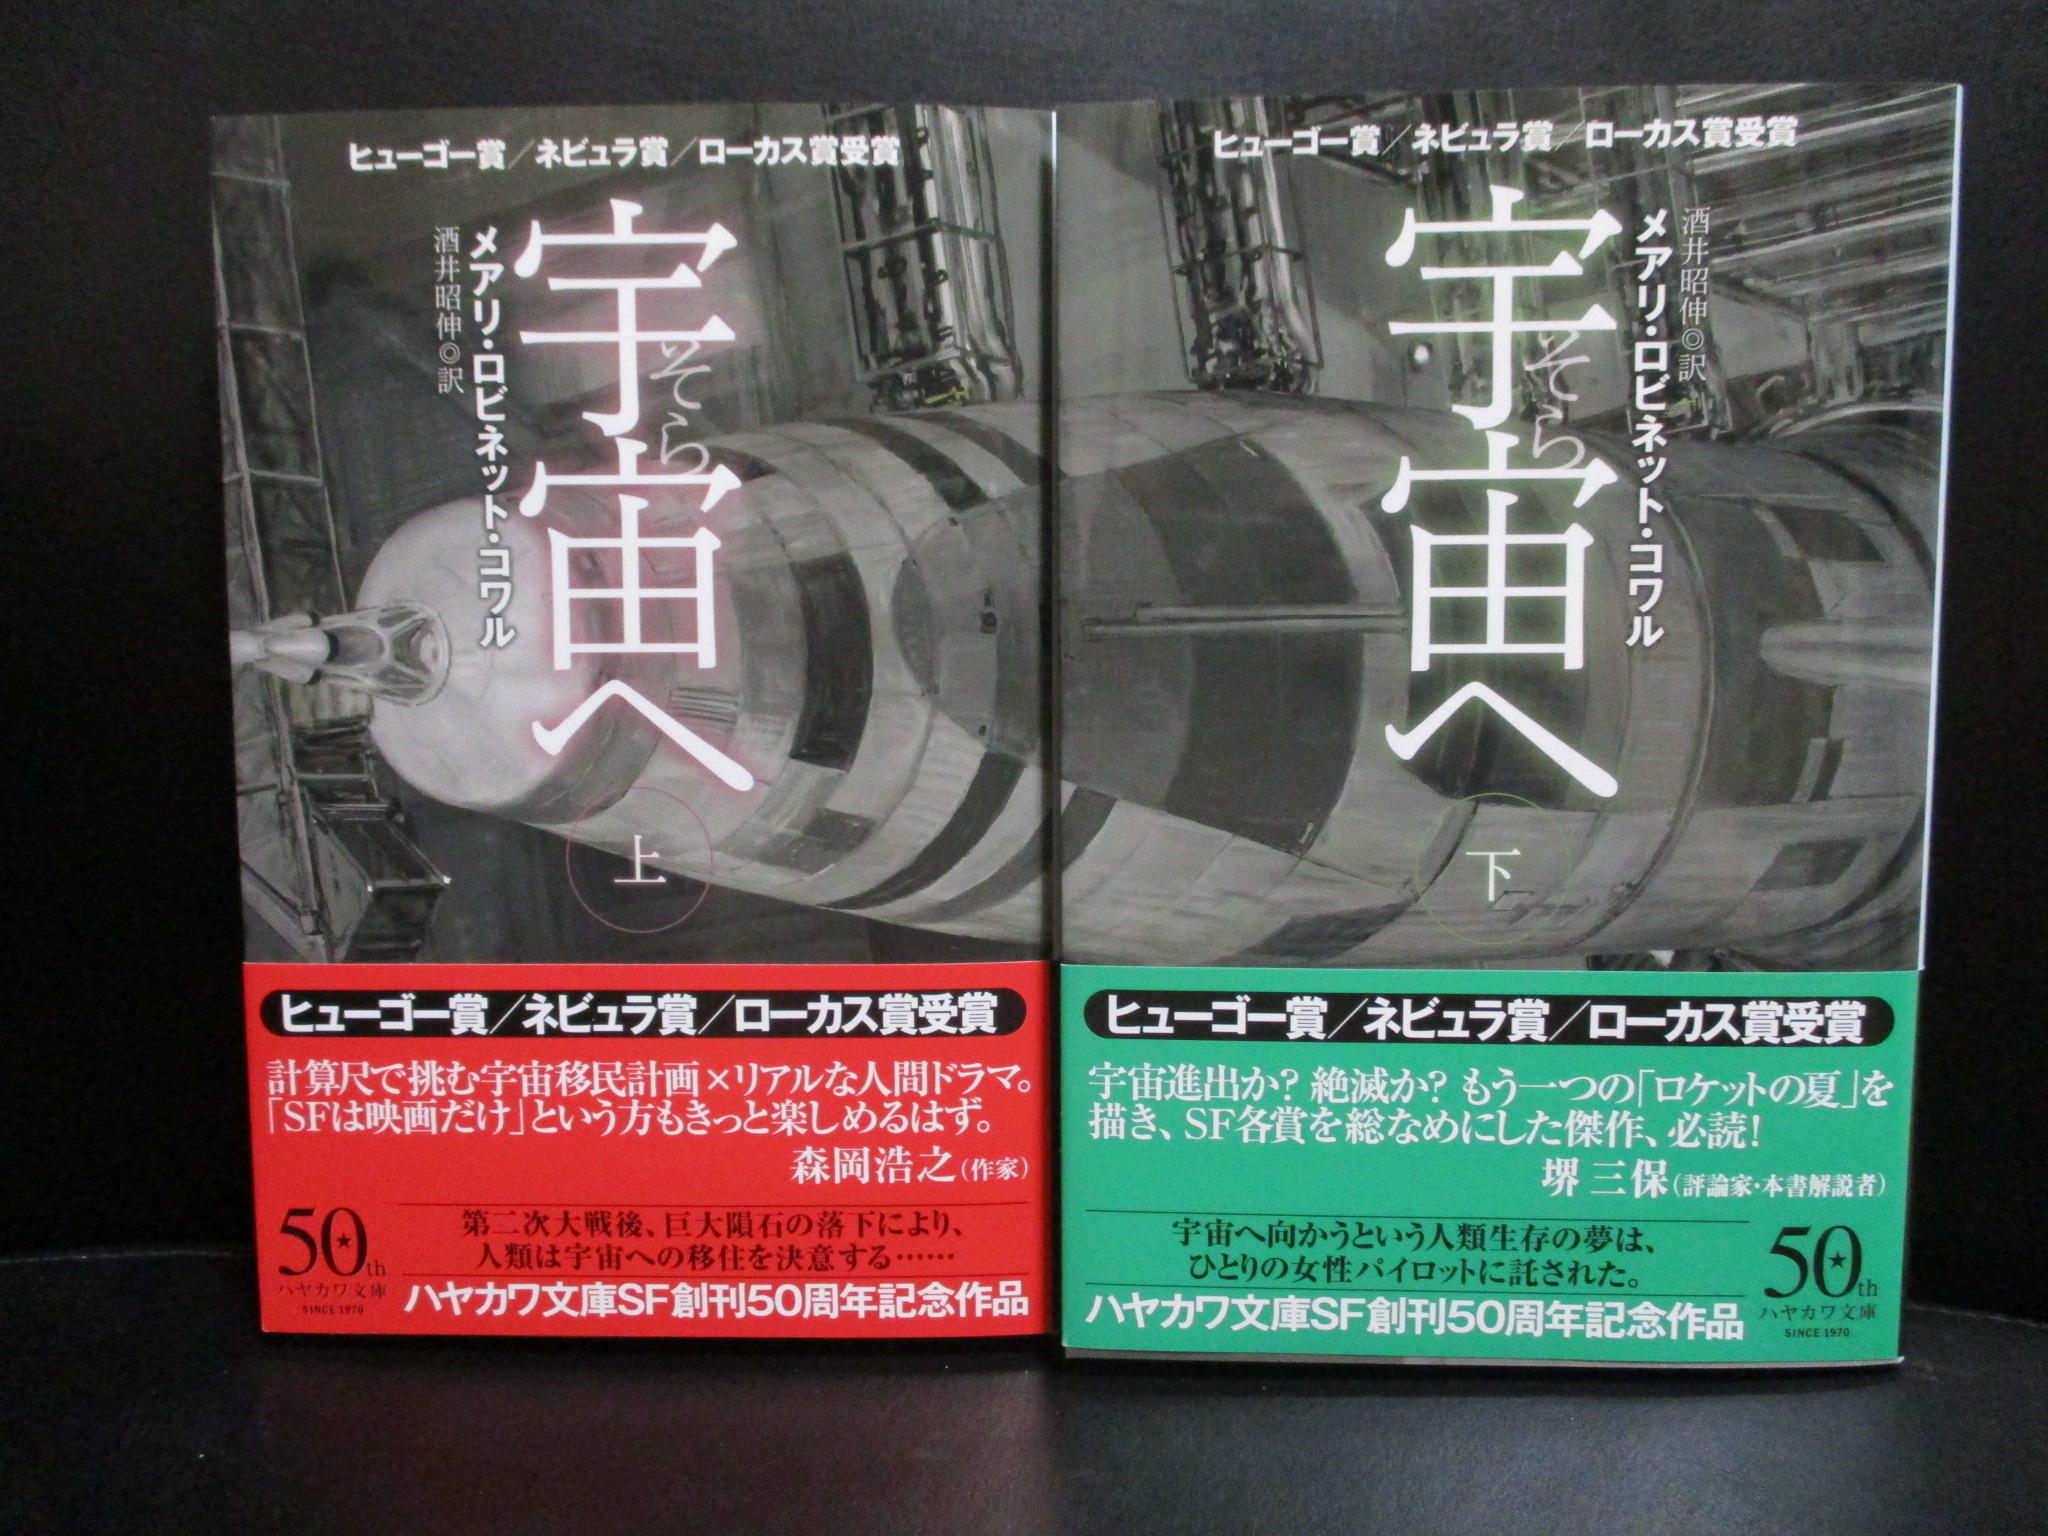 ヒューゴー賞／ネビュラ賞／ローカス賞受賞
宇宙へ
そら
メアリ・ロビネット・コワル
酒井昭伸◎訳
上
ヒューゴー賞／ネビュラ賞／ローカス賞受賞
計算尺で挑む宇宙移民計画×リアルな人間ドラマ。
「SFは映画だけ」という方もきっと楽しめるはず。
森岡浩之（作家）
第二次大戦後、巨大隕石の落下により、
人類は宇宙への移住を決意する……
ハヤカワ文庫SF創刊50周年記念作品
50th
ハヤカワ文庫
SINCE 1970
ヒューゴー賞／ネビュラ賞／ローカス賞受賞
酒井昭伸◎訳
メアリ・ロビネット・コワル
宇宙へ
そら
下
ヒューゴー賞／ネビュラ賞／ローカス賞受賞
宇宙進出か？ 絶滅か？ もう一つの「ロケットの夏」を
描き、SF各賞を総なめにした傑作、必読！
堺 三保（評論家・本書解説者）
宇宙へ向かうという人類生存の夢は、
ひとりの女性パイロットに託された。
ハヤカワ文庫SF創刊50周年記念作品
50th
ハヤカワ文庫
SINCE 1970